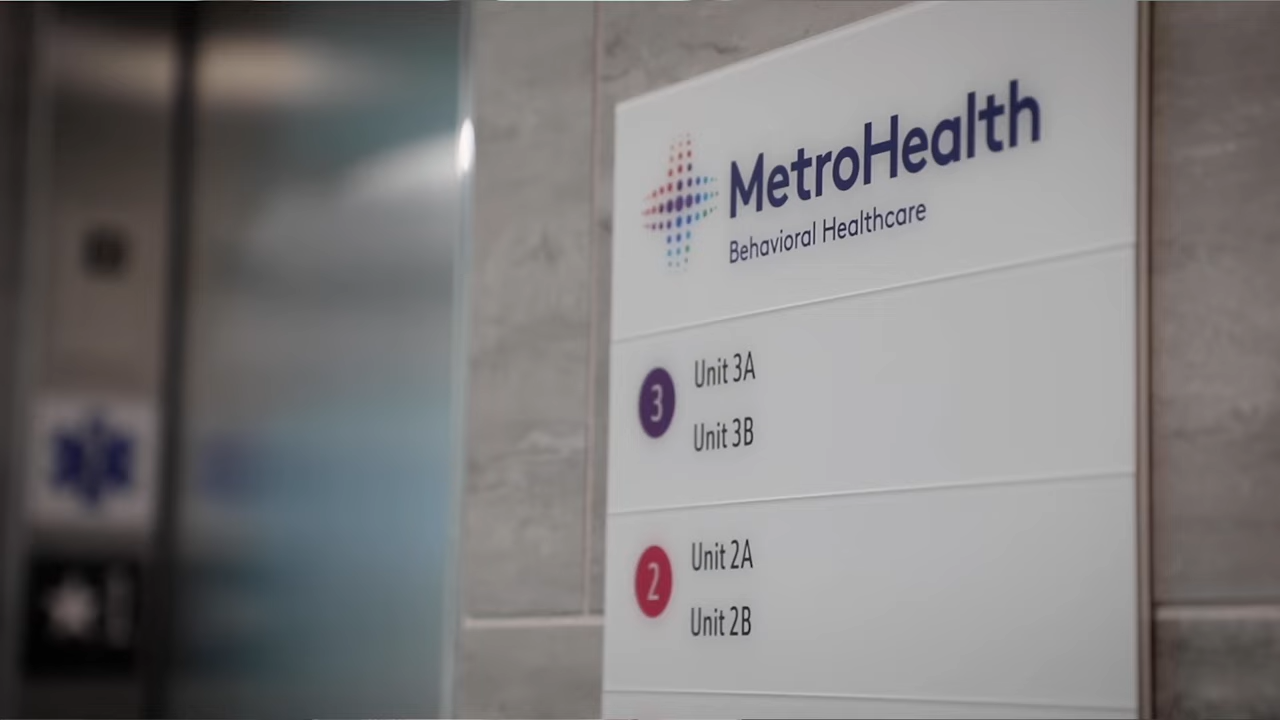 MetroHealth
Behavioral Healthcare
3
Unit 3A
Unit 3B
2
Unit 2A
Unit 2B